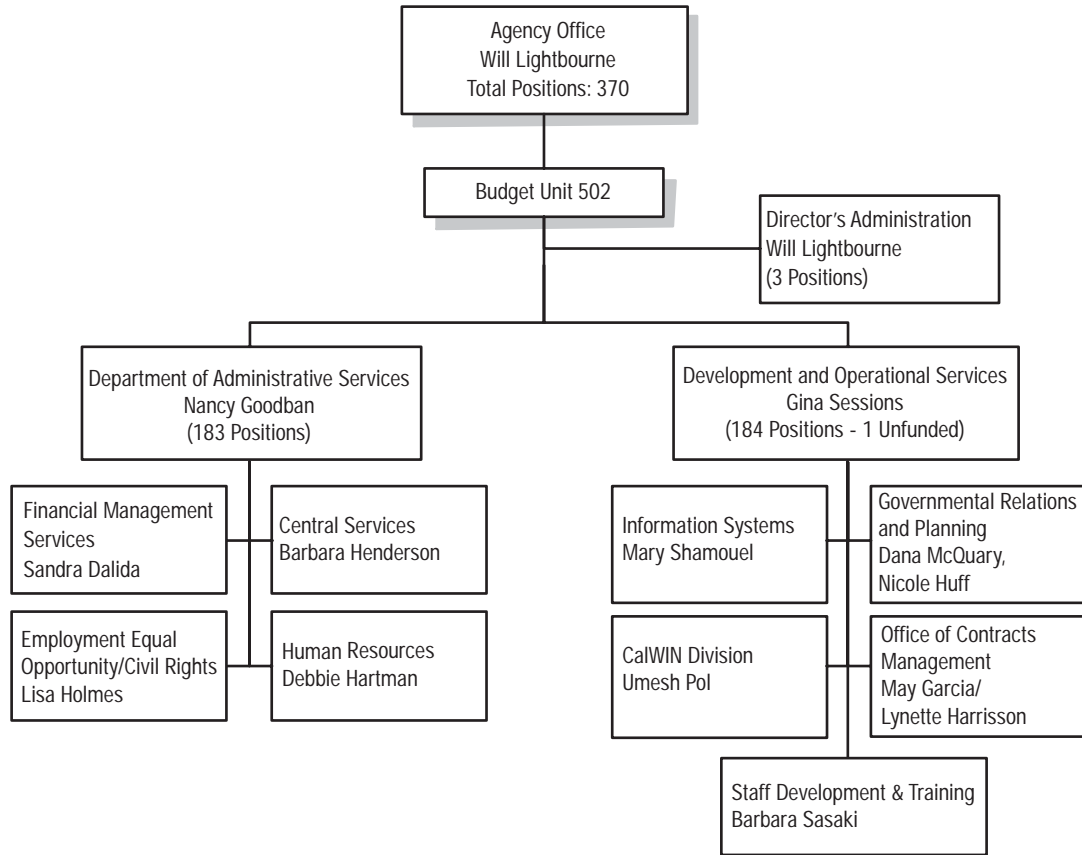 Agency Office
Will Lightbourne
Total Positions: 370
Budget Unit 502
Director's Administration
Will Lightbourne
(3 Positions)
Department of Administrative Services
Nancy Goodban
(183 Positions)
Development and Operational Services
Gina Sessions
(184 Positions - 1 Unfunded)
Financial Management
Services
Sandra Dalida
Central Services
Barbara Henderson
Employment Equal
Opportunity/Civil Rights
Lisa Holmes
Human Resources
Debbie Hartman
Information Systems
Mary Shamouel
Governmental Relations
and Planning
Dana McQuary,
Nicole Huff
CalWIN Division
Umesh Pol
Office of Contracts
Management
May Garcia/
Lynette Harrisson
Staff Development & Training
Barbara Sasaki